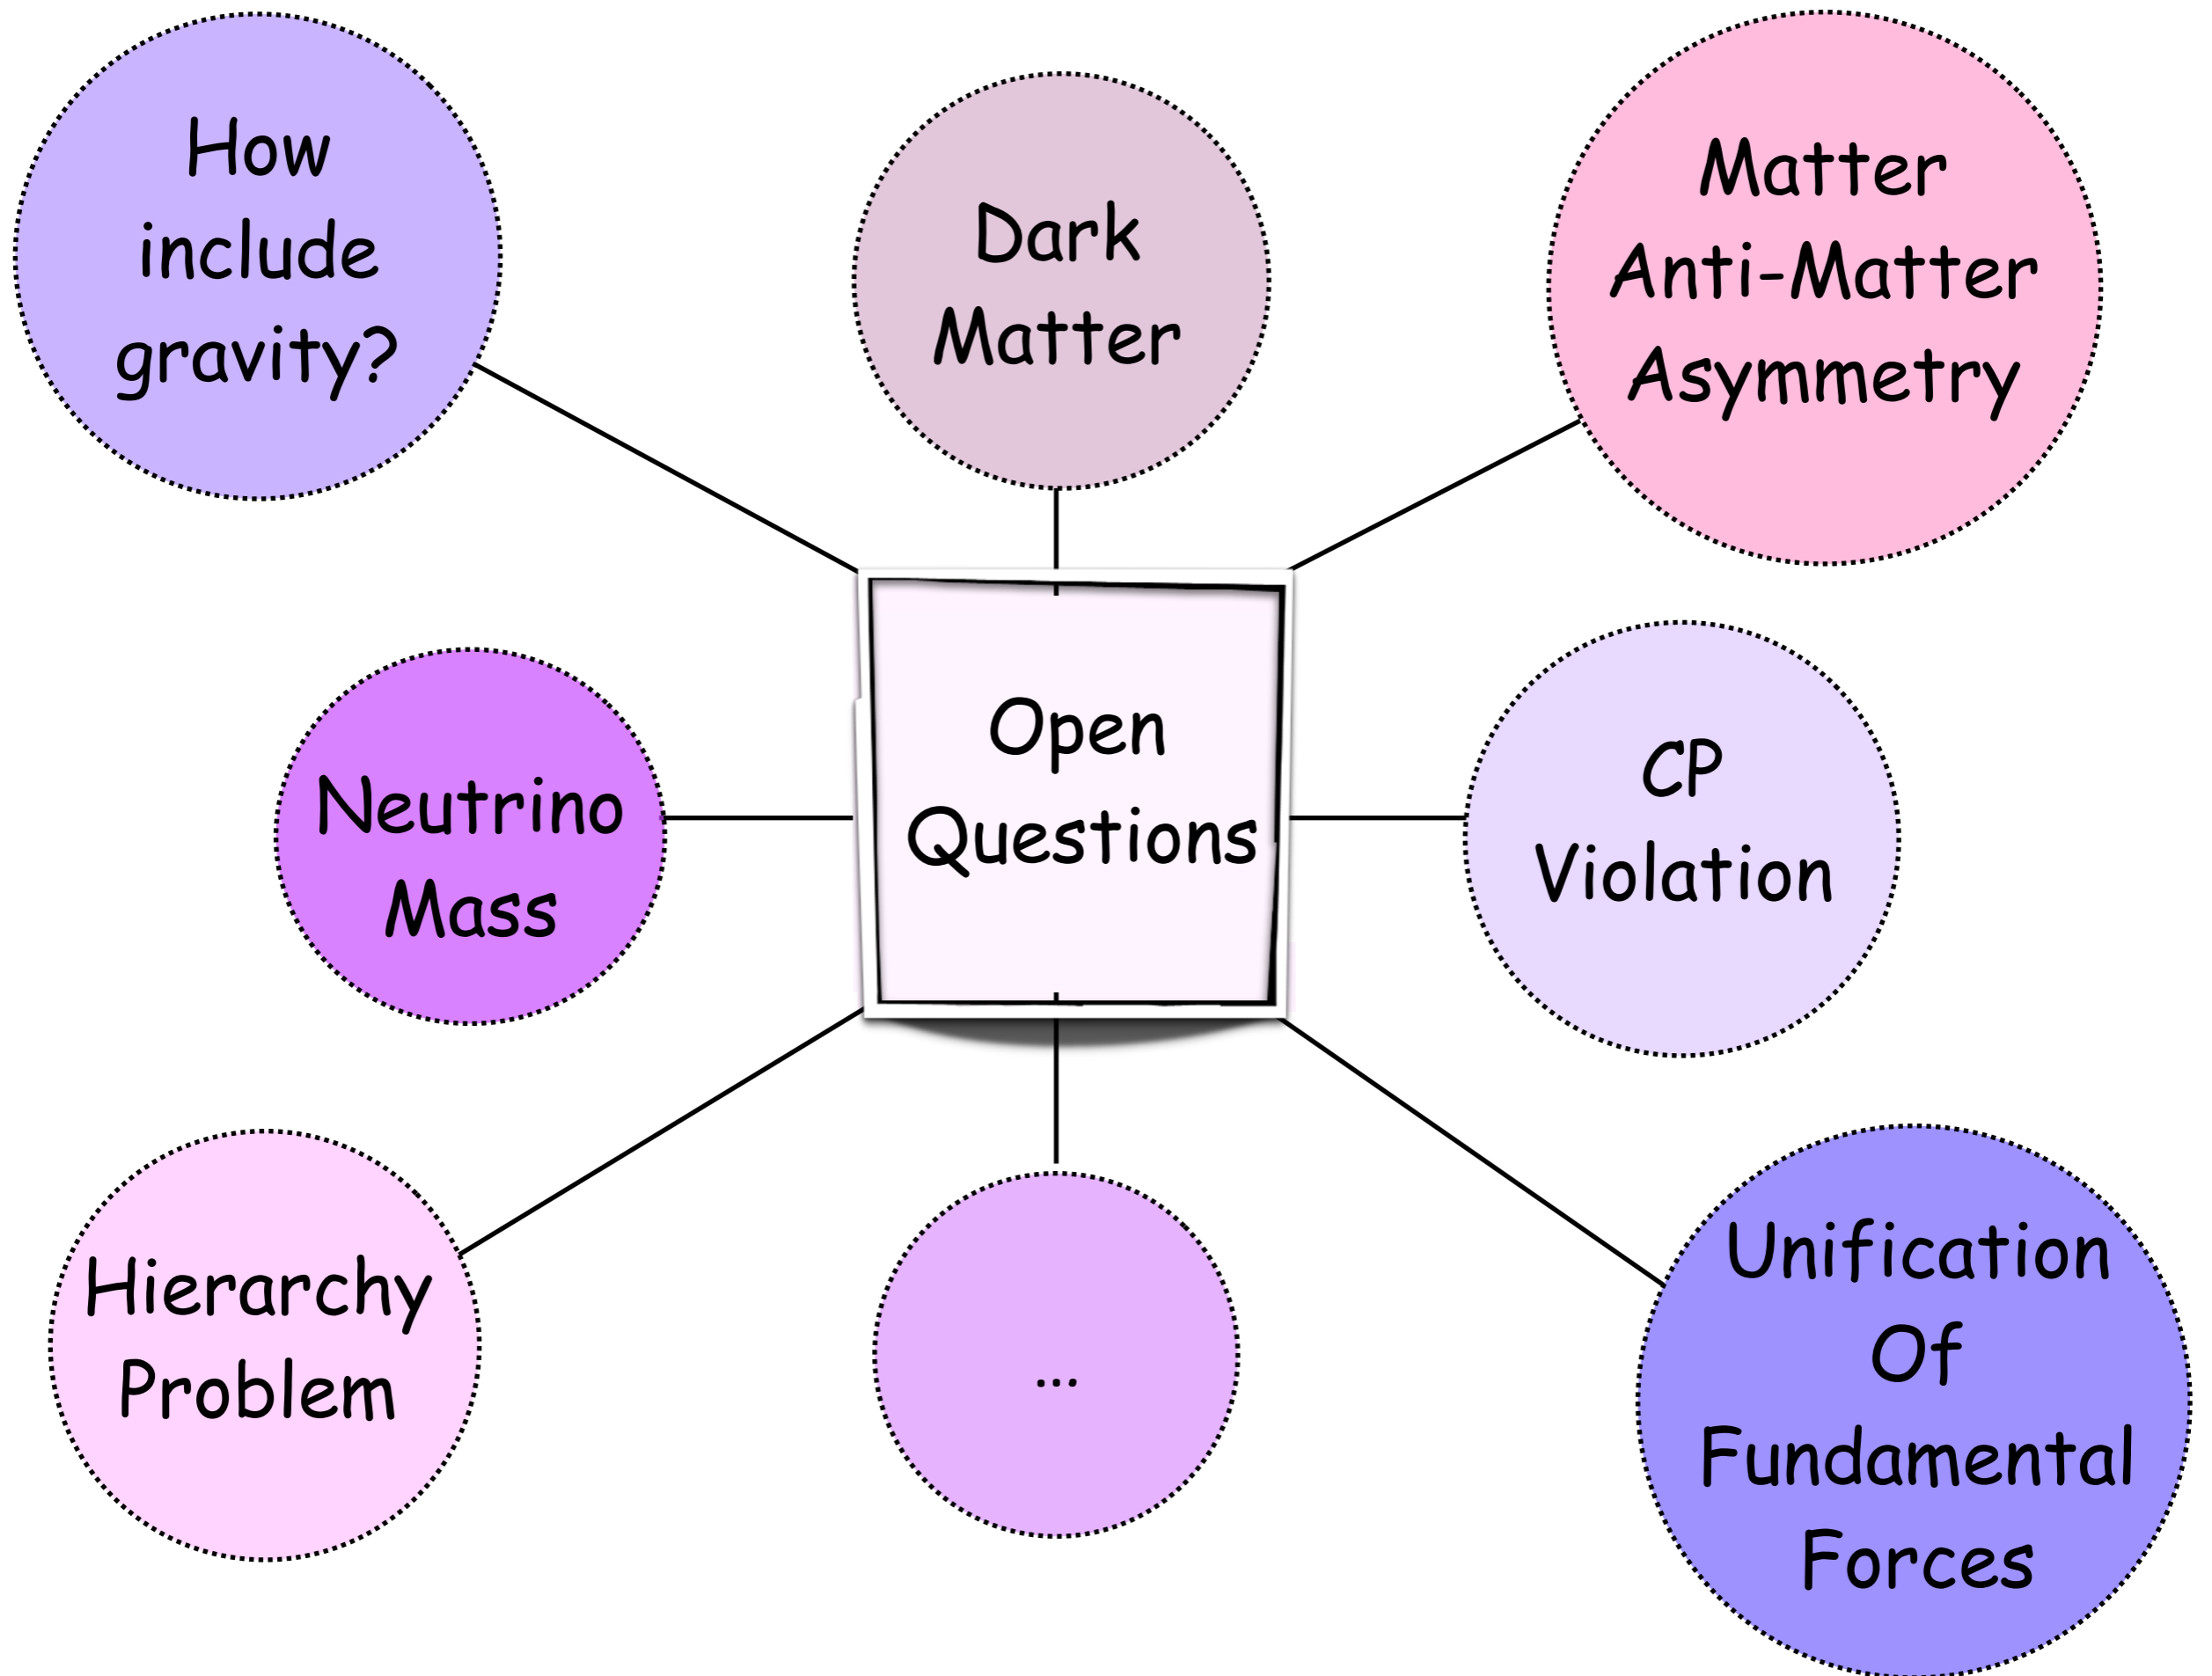 How
include
gravity?
Dark
Matter
Matter
Anti-Matter
Asymmetry
Neutrino
Mass
Open
Questions
CP
Violation
Hierarchy
Problem
...
Unification
Of
Fundamental
Forces